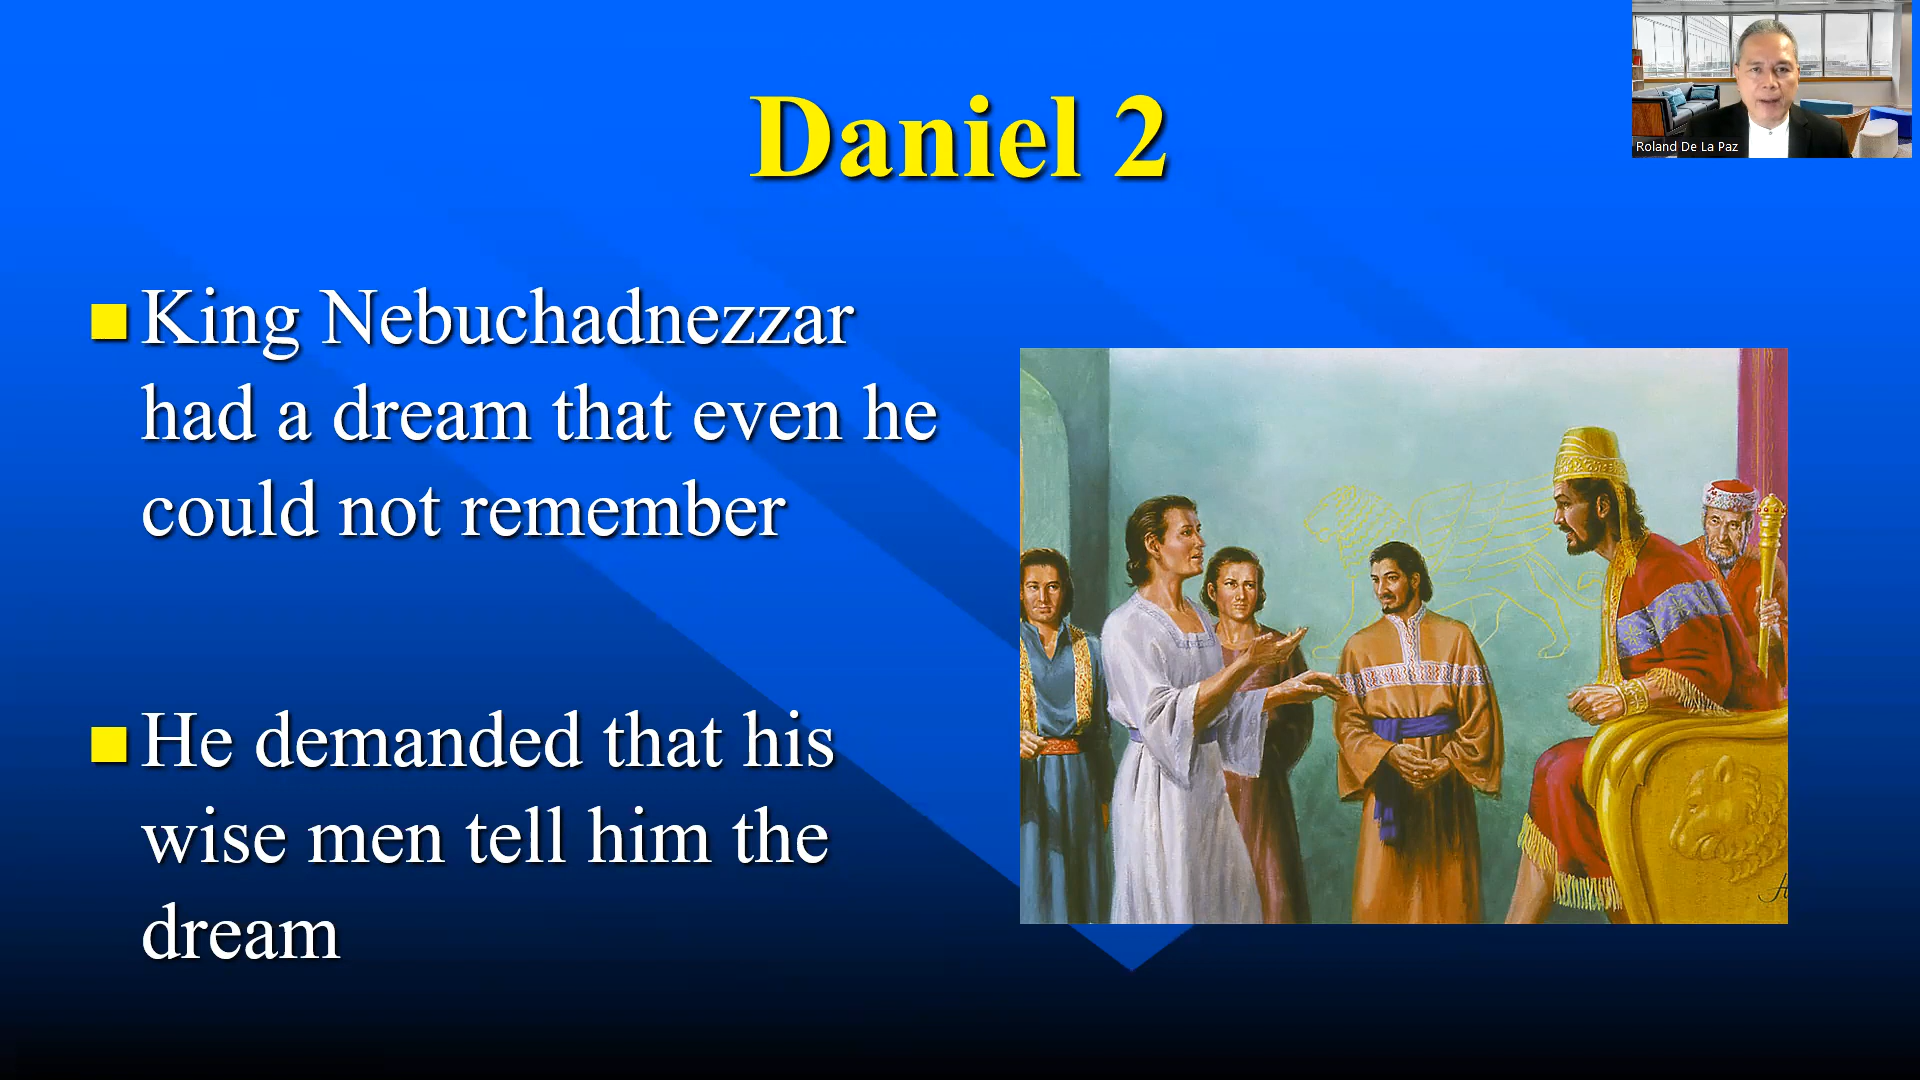 Daniel 2
Roland De La Paz
King Nebuchadnezzar
had a dream that even he
could not remember
He demanded that his
wise men tell him the
dream